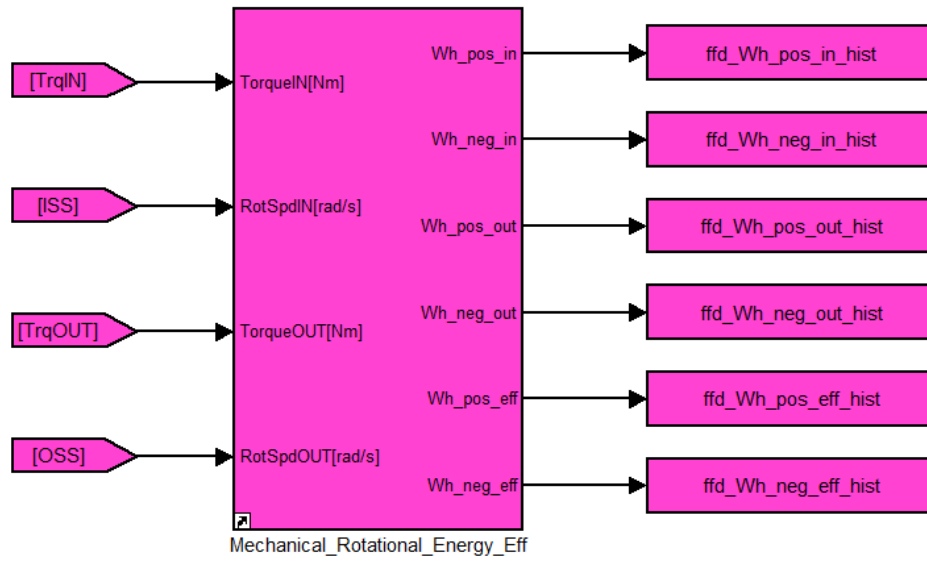 [TrqIN]
[ISS]
[TrqOUT]
[OSS]
TorqueIN[Nm]
RotSpdIN[rad/s]
TorqueOUT[Nm]
RotSpdOUT[rad/s]
Wh_pos_in
Wh_neg_in
Wh_pos_out
Wh_neg_out
Wh_pos_eff
Wh_neg_eff
Mechanical_Rotational_Energy_Eff
ffd_Wh_pos_in_hist
ffd_Wh_neg_in_hist
ffd_Wh_pos_out_hist
ffd_Wh_neg_out_hist
ffd_Wh_pos_eff_hist
ffd_Wh_neg_eff_hist